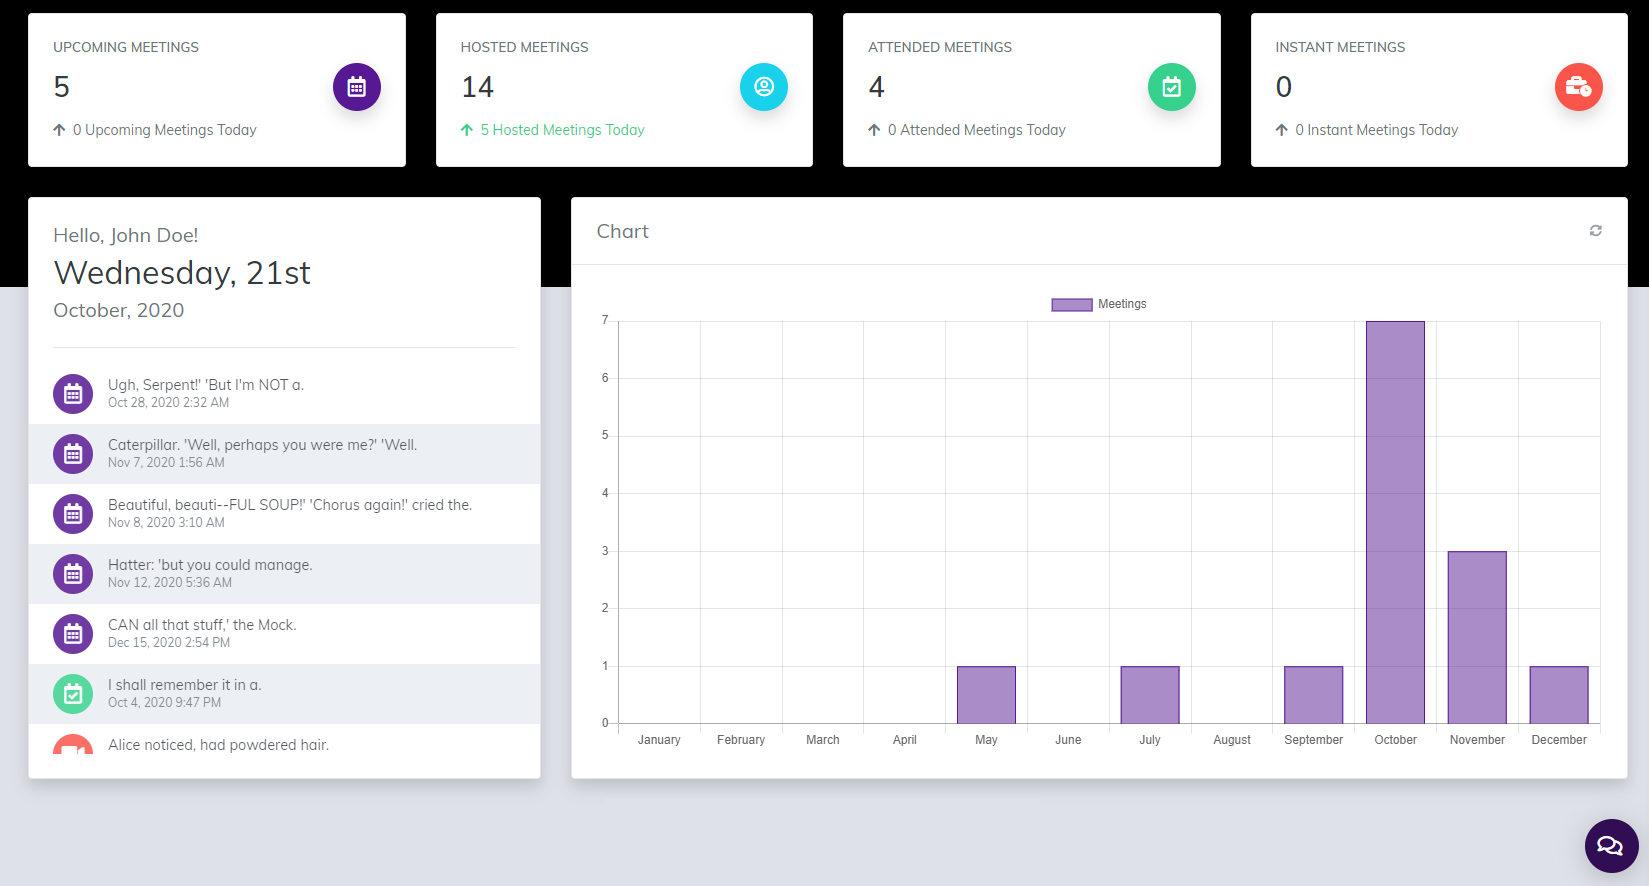 UPCOMING MEETINGS
5
0 Upcoming Meetings Today
HOSTED MEETINGS
14
5 Hosted Meetings Today
ATTENDED MEETINGS
4
0 Attended Meetings Today
INSTANT MEETINGS
0
0 Instant Meetings Today
Hello, John Doe!
Wednesday, 21st
October, 2020
Ugh, Serpent!' 'But I'm NOT a.
Oct 28, 2020 2:32 AM
Caterpillar. 'Well, perhaps you were me?' 'Well.
Nov 7, 2020 1:56 AM
Beautiful, beauti--FUL SOUP!' 'Chorus again!' cried the.
Nov 8, 2020 3:10 AM
Hatter: 'but you could manage.
Nov 12, 2020 5:36 AM
CAN all that stuff,' the Mock.
Dec 15, 2020 2:54 PM
I shall remember it in a.
Oct 4, 2020 9:47 PM
Alice noticed, had powdered hair.
Chart
Meetings
7
6
5
4
3
2
1
0
January February March April May June July August September October November December